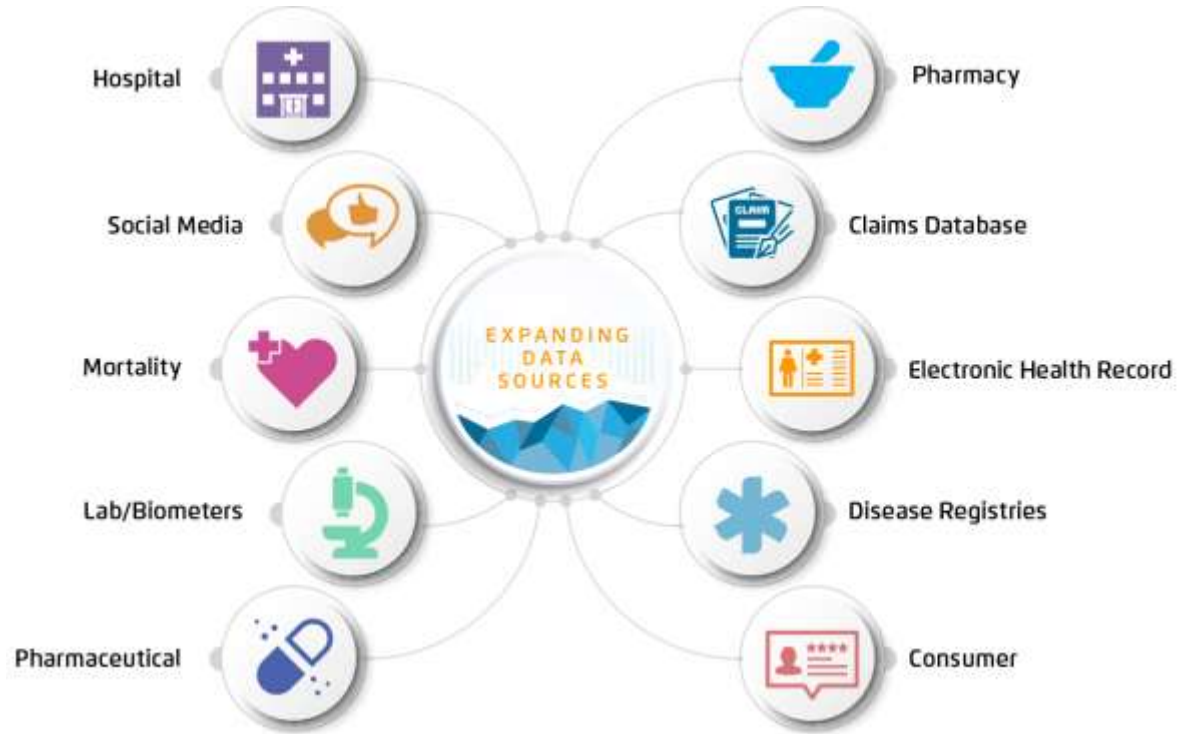 Hospital
Pharmacy
Social Media
CLAIM
Claims Database
EXPANDING
DATA
SOURCES
Mortality
Electronic Health Record
Lab/Biometers
Disease Registries
Pharmaceutical
Consumer